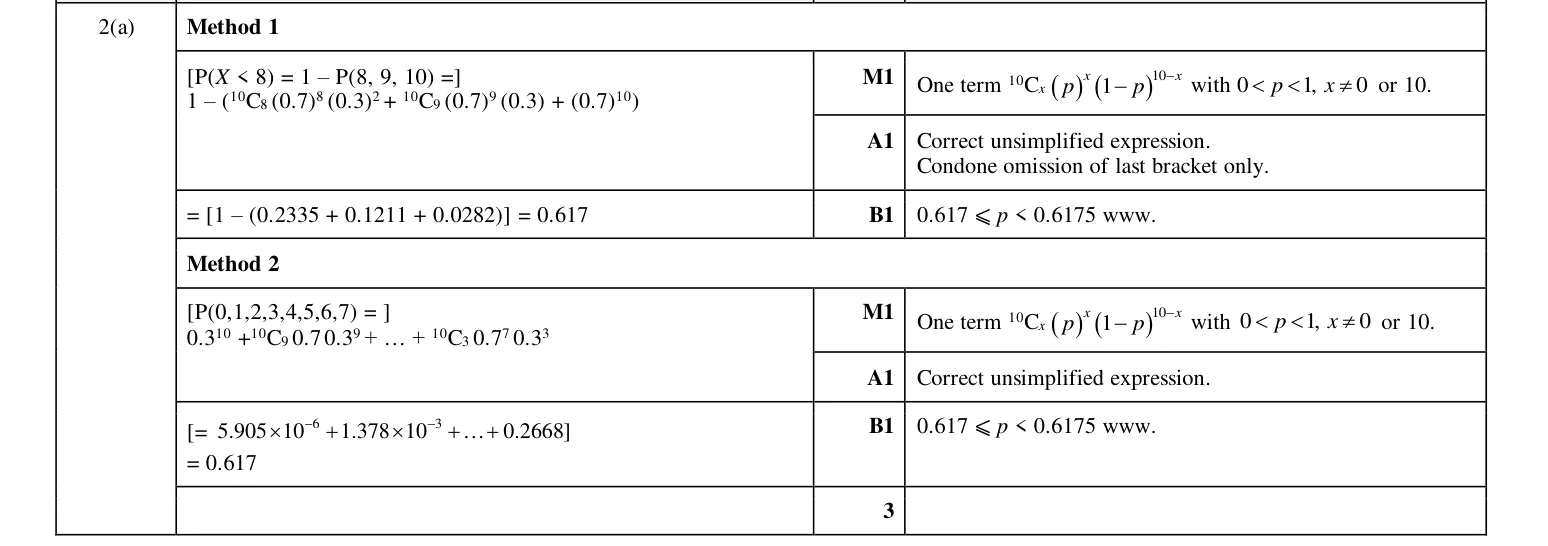 2(a)
Method 1
[P(X < 8) = 1 – P(8, 9, 10) =]
1 – (¹⁰C₈ (0.7)⁸ (0.3)² + ¹⁰C₉ (0.7)⁹ (0.3) + (0.7)¹⁰)
M1
One term ¹⁰Cₓ (p)ˣ (1 – p)¹⁰⁻ˣ with 0 < p < 1, x ≠ 0 or 10.
A1
Correct unsimplified expression.
Condone omission of last bracket only.
= [1 – (0.2335 + 0.1211 + 0.0282)] = 0.617
B1
0.617 ⩽ p < 0.6175 www.
Method 2
[P(0,1,2,3,4,5,6,7) = ]
0.3¹⁰ +¹⁰C₉ 0.7 0.3⁹ + … + ¹⁰C₃ 0.7⁷ 0.3³
M1
One term ¹⁰Cₓ (p)ˣ (1 – p)¹⁰⁻ˣ with 0 < p < 1, x ≠ 0 or 10.
A1
Correct unsimplified expression.
[= 5.905×10⁻⁶ +1.378×10⁻³ +…+0.2668]
= 0.617
B1
0.617 ⩽ p < 0.6175 www.
3